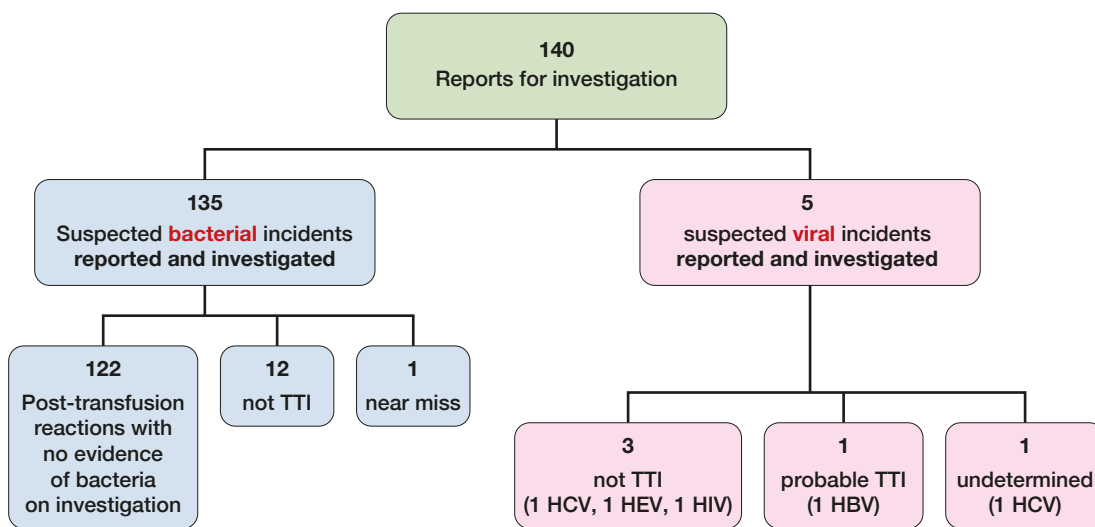 140
Reports for investigation
135
Suspected bacterial incidents
reported and investigated
5
suspected viral incidents
reported and investigated
122
Post-transfusion
reactions with
no evidence
of bacteria
on investigation
12
not TTI
1
near miss
3
not TTI
(1 HCV, 1 HEV, 1 HIV)
1
probable TTI
(1 HBV)
1
undetermined
(1 HCV)